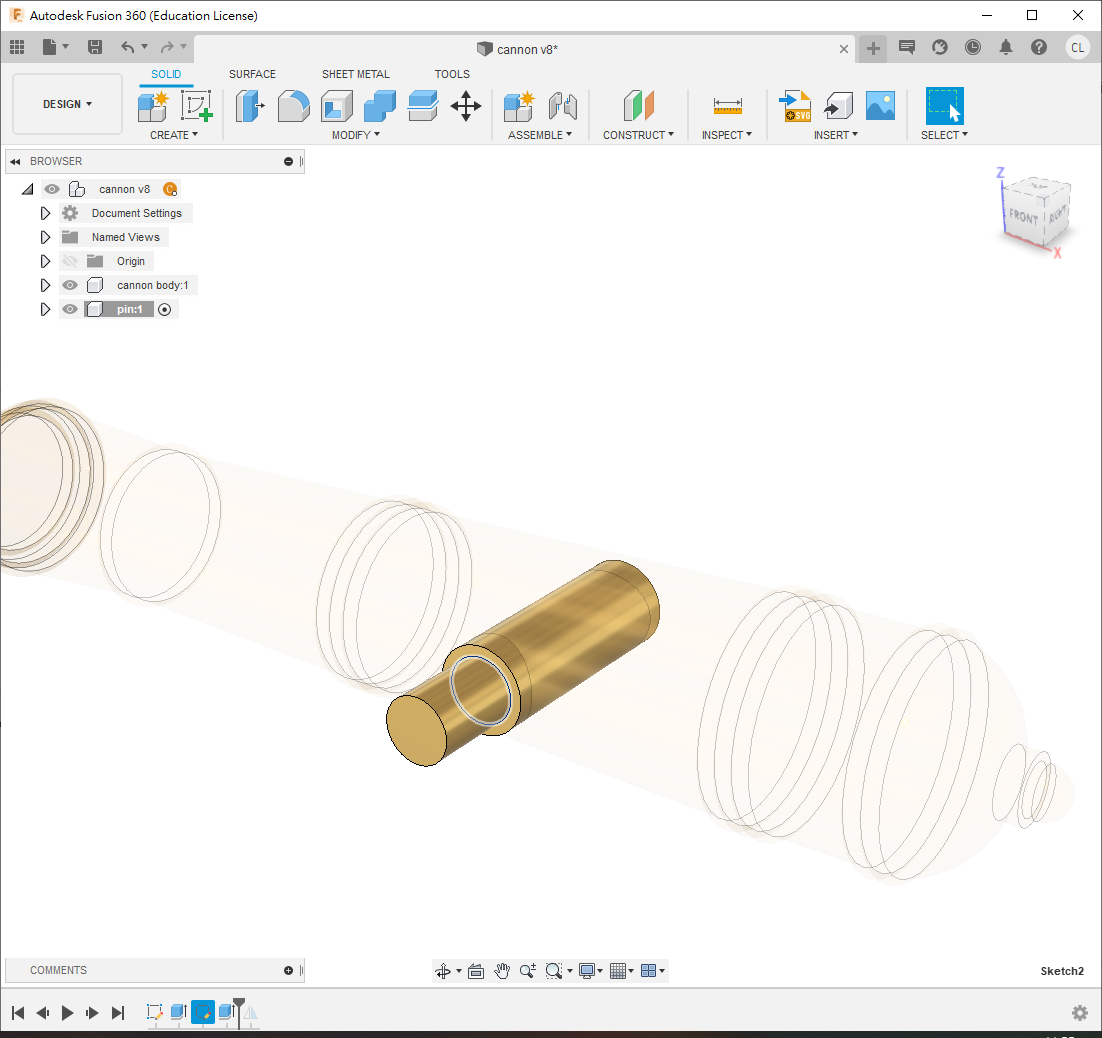 Autodesk Fusion 360 (Education License)
cannon v8*
CL
DESIGN
SOLID
SURFACE
SHEET METAL
TOOLS
SVG
CREATE
MODIFY
ASSEMBLE
CONSTRUCT
INSPECT
INSERT
SELECT
BROWSER
cannon v8
Document Settings
Named Views
Origin
cannon body:1
pin:1
Z
TOP
FRONT
RIGHT
X
COMMENTS
Sketch2